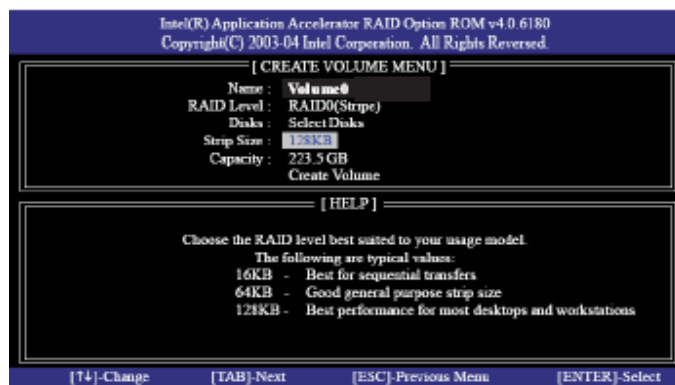 Intel(R) Application Accelerator RAID Option ROM v4.0.6180
Copyright(C) 2003-04 Intel Corporation. All Rights Reversed.
[ CREATE VOLUME MENU ]
Name : Volume0
RAID Level : RAID0(Stripe)
Disks : Select Disks
Strip Size : 128KB
Capacity : 223.5 GB
Create Volume
[ HELP ]
Choose the RAID level best suited to your usage model.
The following are typical values:
16KB - Best for sequential transfers
64KB - Good general purpose strip size
128KB - Best performance for most desktops and workstations
[↑↓]-Change [TAB]-Next [ESC]-Previous Menu [ENTER]-Select